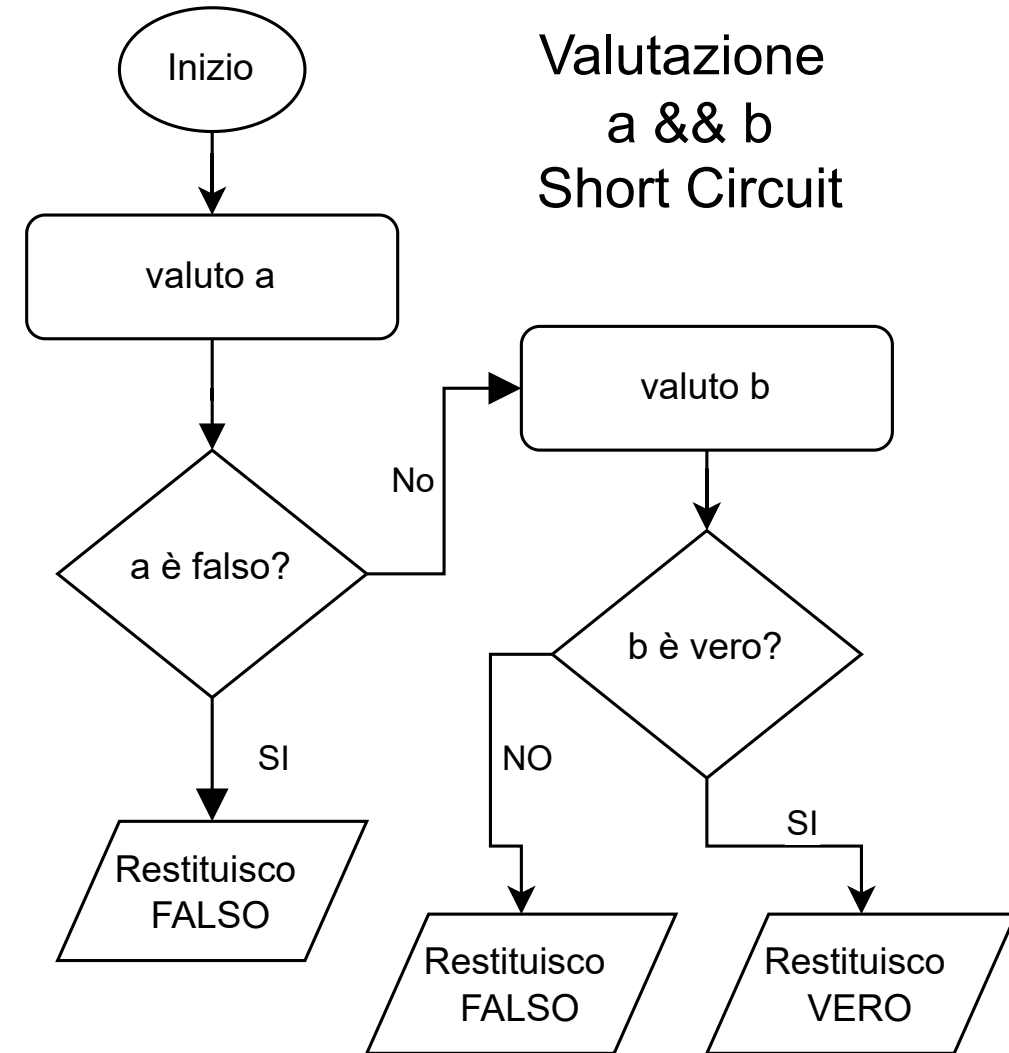 Inizio
Valutazione
a && b
Short Circuit
valuto a
valuto b
No
a è falso?
b è vero?
SI
NO
SI
Restituisco
FALSO
Restituisco
FALSO
Restituisco
VERO